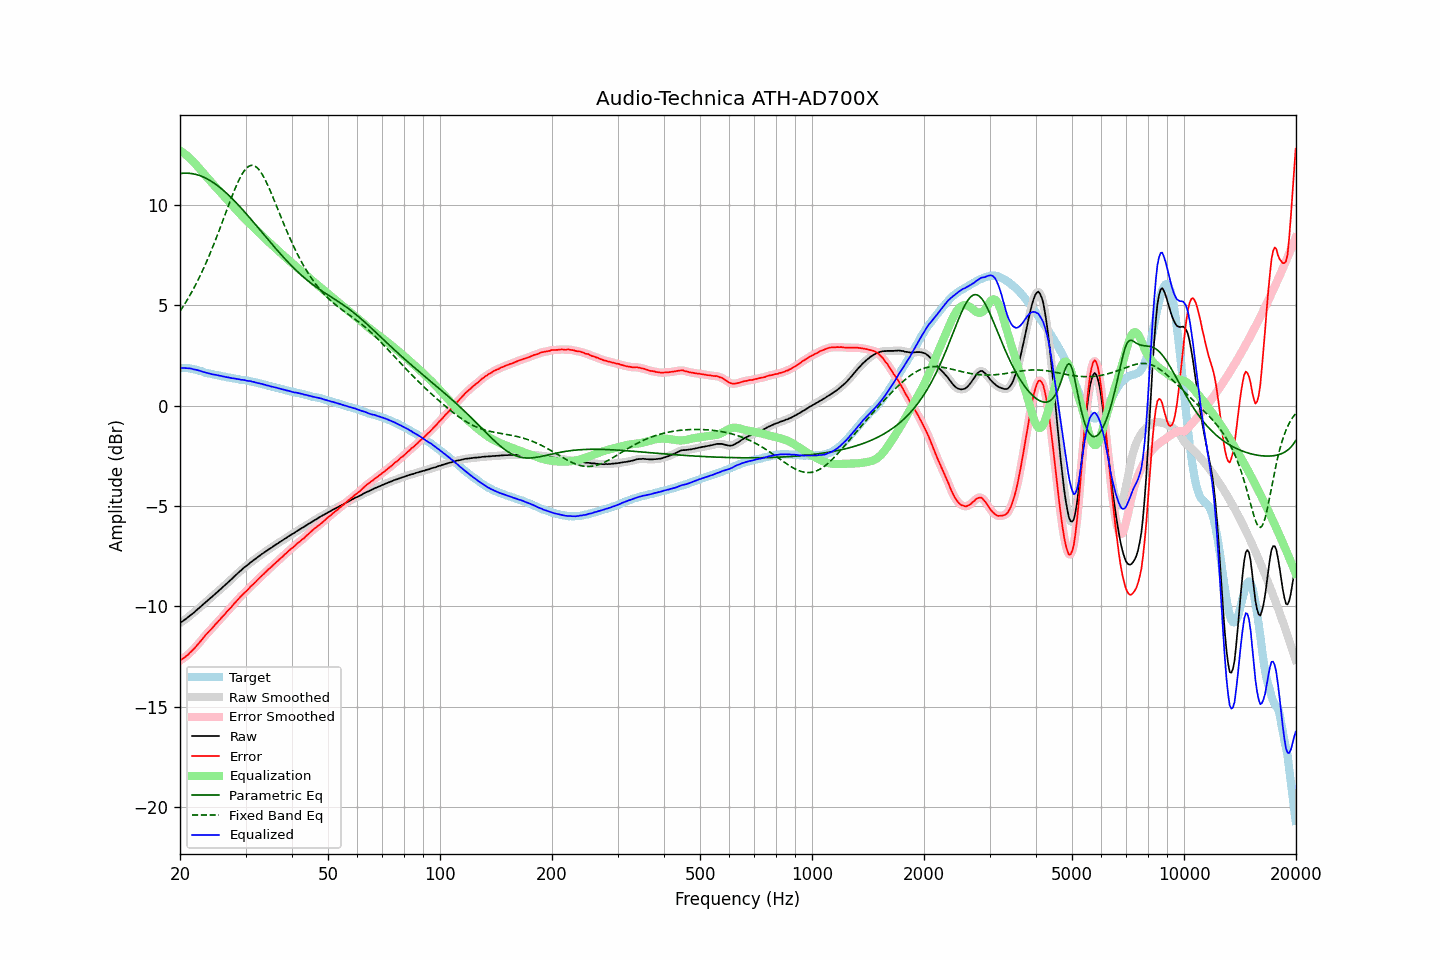 Audio-Technica ATH-AD700X
Amplitude (dBr)
10
5
0
−5
−10
−15
−20
Target
Raw Smoothed
Error Smoothed
Raw
Error
Equalization
Parametric Eq
Fixed Band Eq
Equalized
20 50 100 200 500 1000 2000 5000 10000 20000
Frequency (Hz)